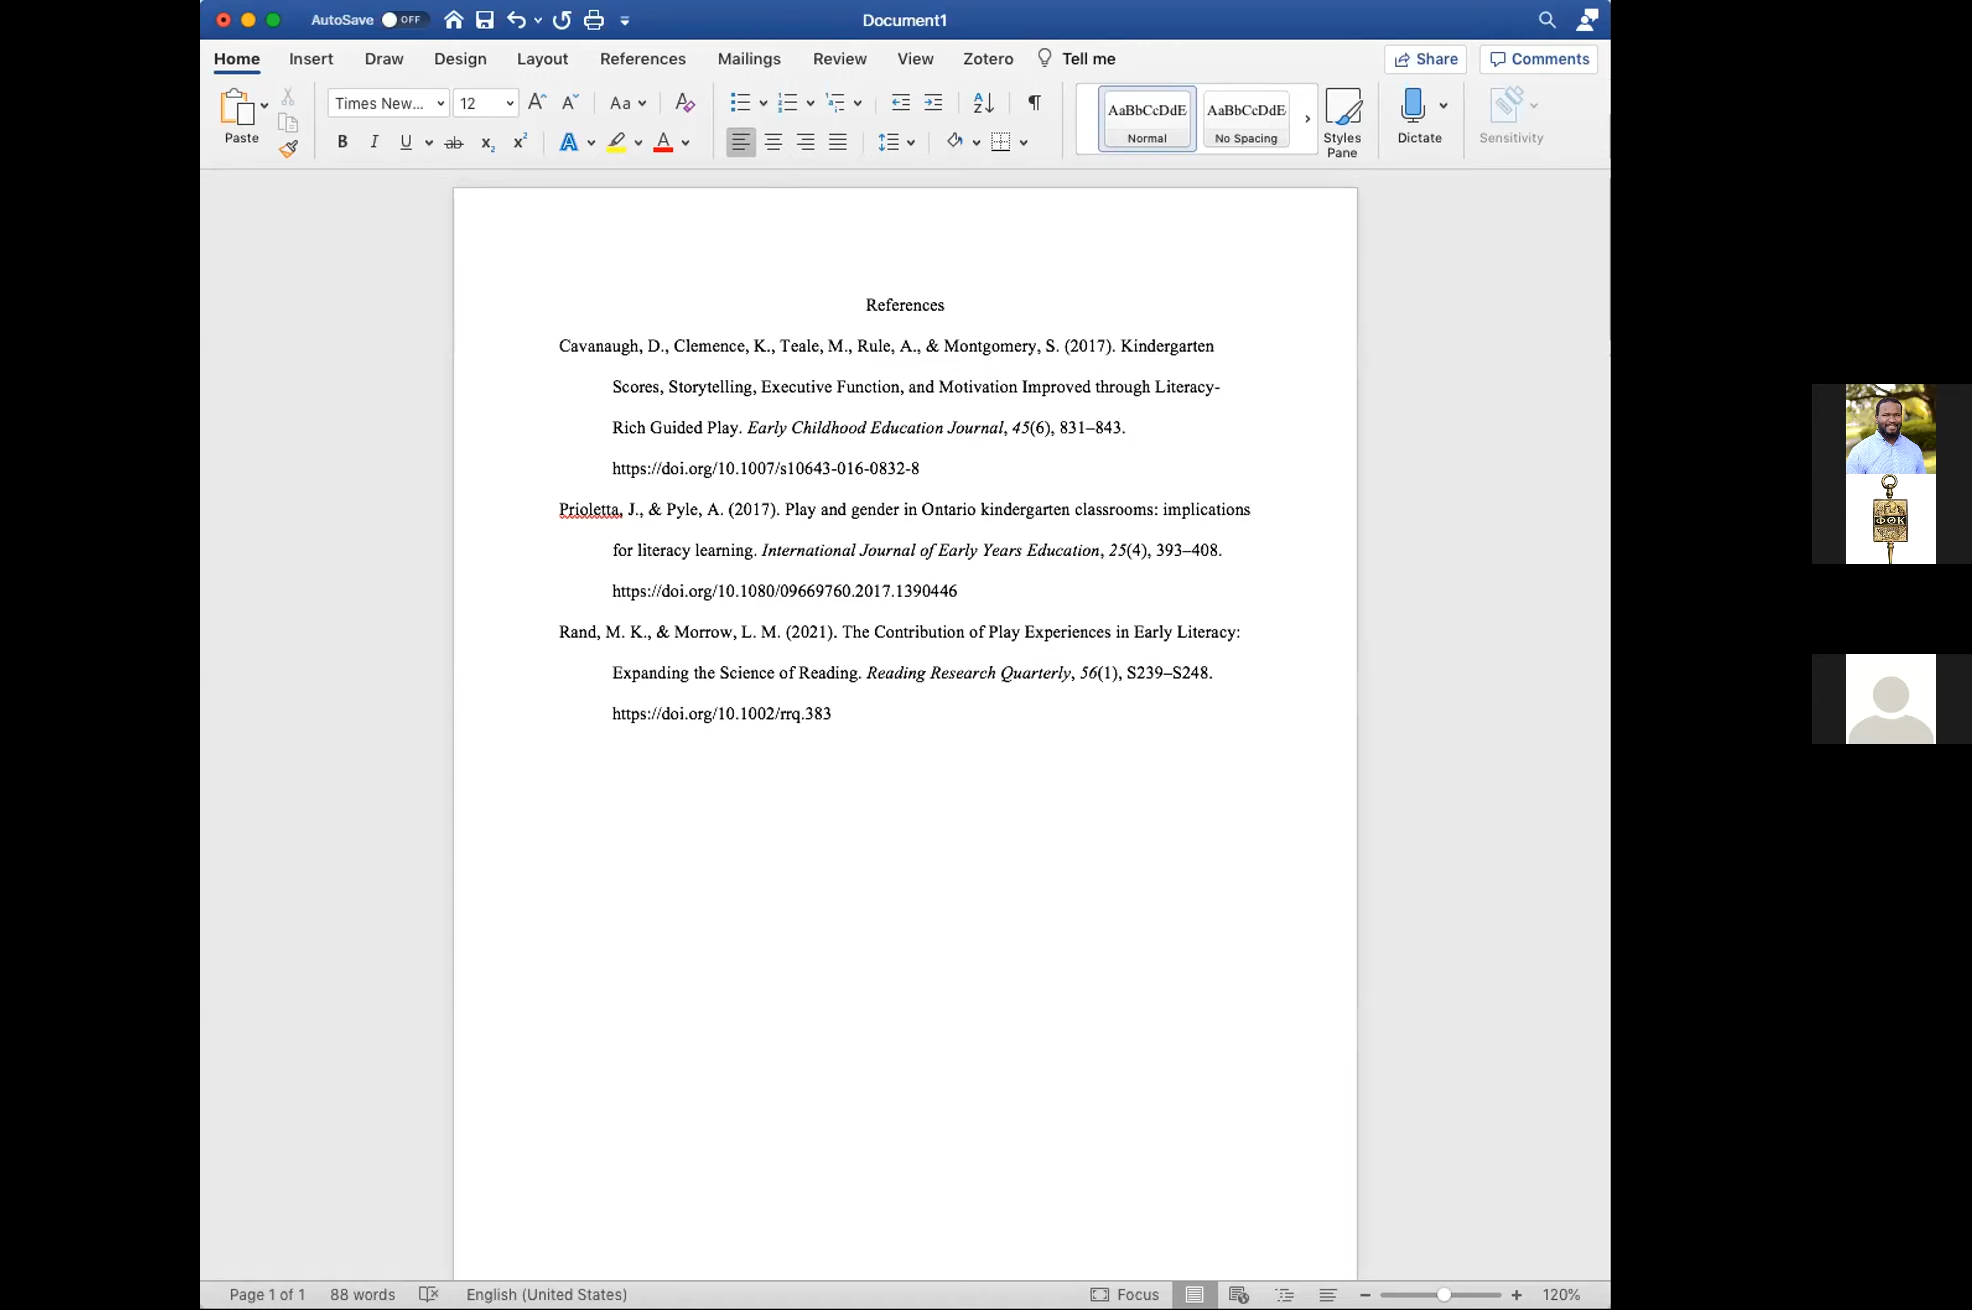 AutoSave OFF Document1
Home Insert Draw Design Layout References Mailings Review View Zotero Tell me Share Comments
Times New... 12 Aa
Paste
B I U ab x2 x2 A A
AaBbCcDdE AaBbCcDdE
Normal No Spacing
Styles Pane
Dictate
Sensitivity
References
Cavanaugh, D., Clemence, K., Teale, M., Rule, A., & Montgomery, S. (2017). Kindergarten
Scores, Storytelling, Executive Function, and Motivation Improved through Literacy-
Rich Guided Play. Early Childhood Education Journal, 45(6), 831–843.
https://doi.org/10.1007/s10643-016-0832-8
Prioletta, J., & Pyle, A. (2017). Play and gender in Ontario kindergarten classrooms: implications
for literacy learning. International Journal of Early Years Education, 25(4), 393–408.
https://doi.org/10.1080/09669760.2017.1390446
Rand, M. K., & Morrow, L. M. (2021). The Contribution of Play Experiences in Early Literacy:
Expanding the Science of Reading. Reading Research Quarterly, 56(1), S239–S248.
https://doi.org/10.1002/rrq.383
ΦΘΚ
Page 1 of 1 88 words English (United States) Focus 120%